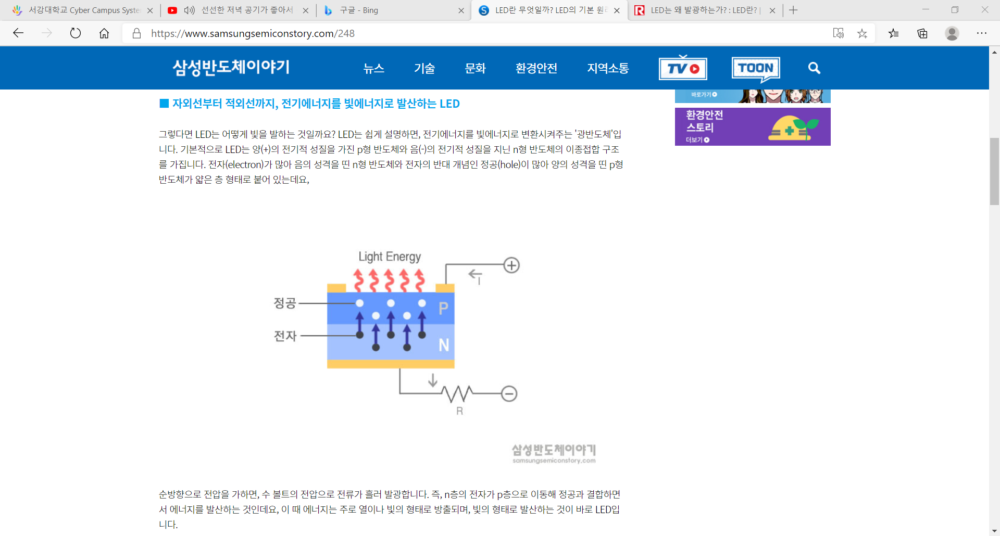 서강대학교 Cyber Campus Syste
선선한 저녁 공기가 좋아서
구글 - Bing
LED란 무엇일까? LED의 기본 원리
LED는 왜 발광하는가? : LED란? |
https://www.samsungsemiconstory.com/248
삼성반도체이야기
뉴스
기술
문화
환경안전
지역소통
TV
TOON
■ 자외선부터 적외선까지, 전기에너지를 빛에너지로 발산하는 LED
바로가기
환경안전
스토리
더보기
그렇다면 LED는 어떻게 빛을 발하는 것일까요? LED는 쉽게 설명하면, 전기에너지를 빛에너지로 변환시켜주는 '광반도체'입
니다. 기본적으로 LED는 양(+)의 전기적 성질을 가진 p형 반도체와 음(-)의 전기적 성질을 지닌 n형 반도체의 이종접합 구조
를 가집니다. 전자(electron)가 많아 음의 성격을 띤 n형 반도체와 전자의 반대 개념인 정공(hole)이 많아 양의 성격을 띤 p형
반도체가 얇은 층 형태로 붙어 있는데요,
Light Energy
+
I
정공
P
전자
N
−
R
삼성반도체이야기
samsungsemiconstory.com
순방향으로 전압을 가하면, 수 볼트의 전압으로 전류가 흘러 발광합니다. 즉, n층의 전자가 p층으로 이동해 정공과 결합하면
서 에너지를 발산하는 것인데요, 이 때 에너지는 주로 열이나 빛의 형태로 방출되며, 빛의 형태로 발산하는 것이 바로 LED입
니다.